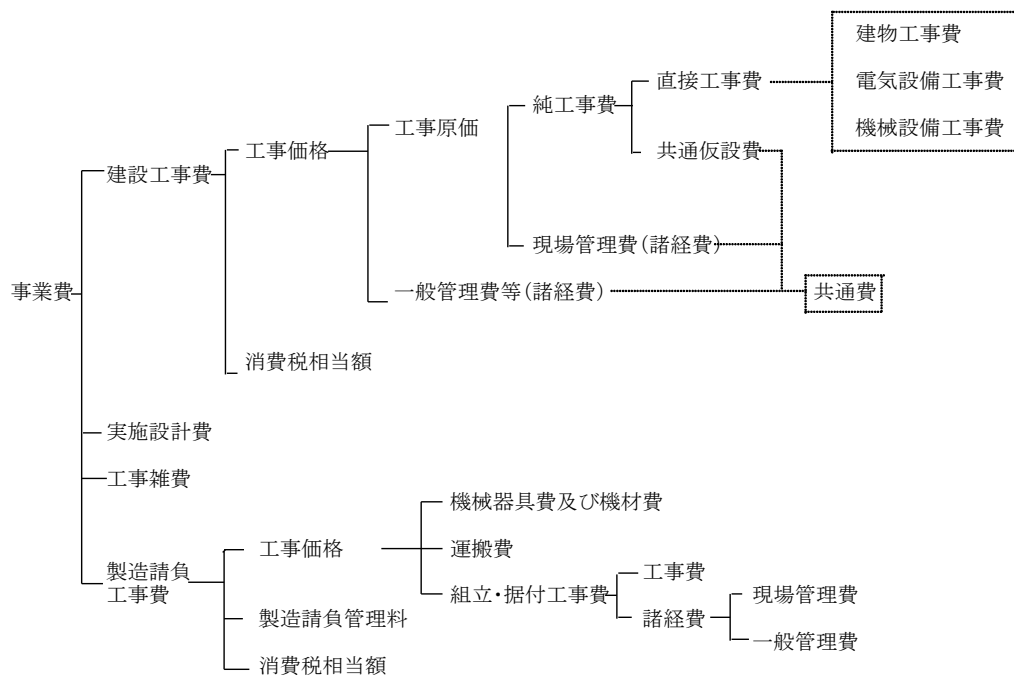 建物工事費
電気設備工事費
機械設備工事費
直接工事費
純工事費
工事原価
工事価格
共通仮設費
建設工事費
現場管理費(諸経費)
事業費
一般管理費等(諸経費)
共通費
消費税相当額
実施設計費
工事雑費
機械器具費及び機材費
工事価格
運搬費
製造請負
工事費
工事費
組立・据付工事費
現場管理費
製造請負管理料
諸経費
一般管理費
消費税相当額